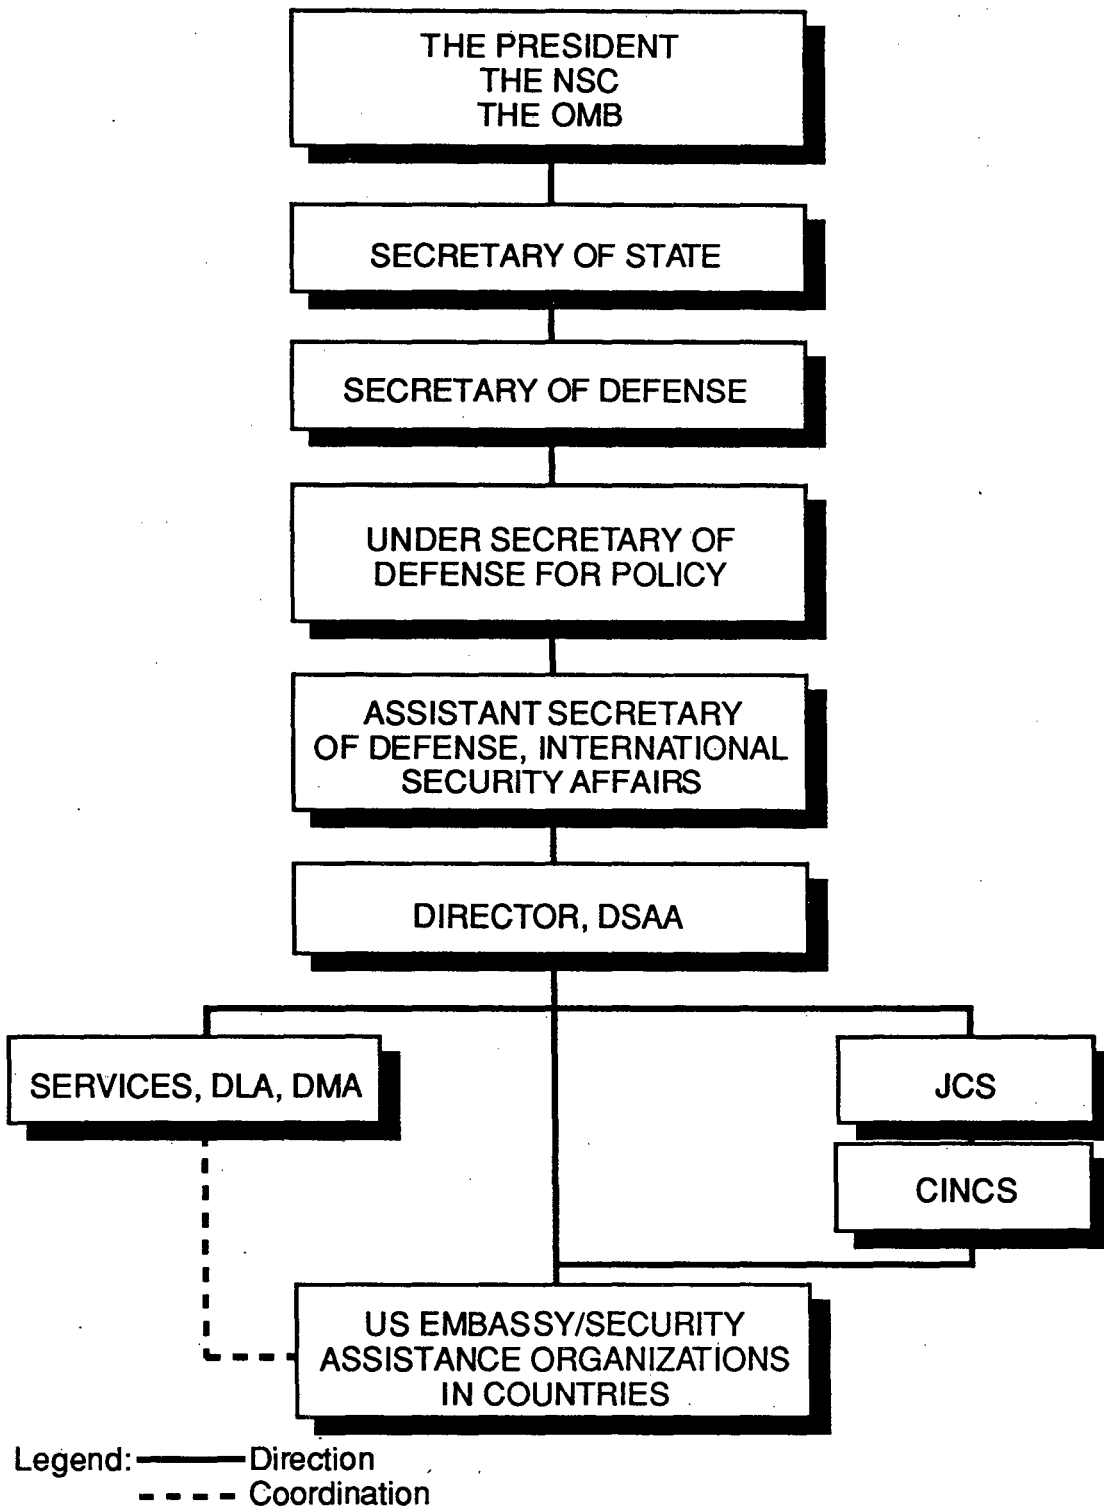 THE PRESIDENT
THE NSC
THE OMB
SECRETARY OF STATE
SECRETARY OF DEFENSE
UNDER SECRETARY OF
DEFENSE FOR POLICY
ASSISTANT SECRETARY
OF DEFENSE, INTERNATIONAL
SECURITY AFFAIRS
DIRECTOR, DSAA
SERVICES, DLA, DMA
JCS
CINCS
US EMBASSY/SECURITY
ASSISTANCE ORGANIZATIONS
IN COUNTRIES
Legend: Direction
Coordination